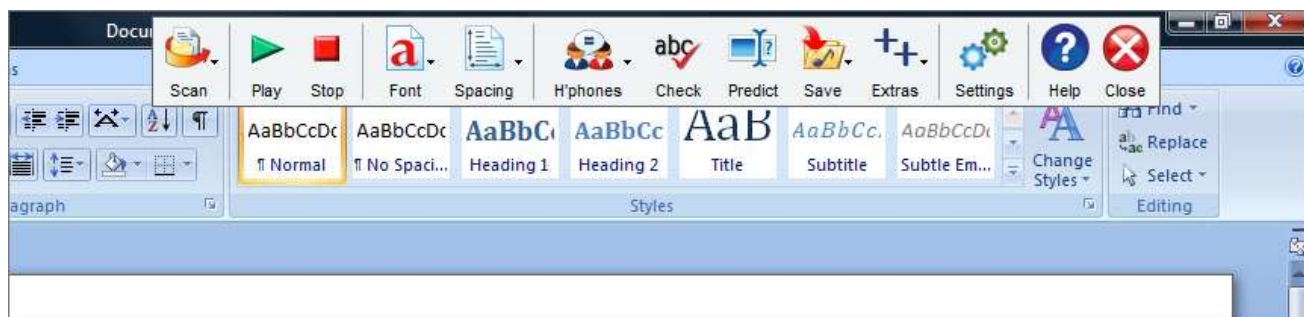 Docu
Scan Play Stop Font Spacing H'phones Check Predict Save Extras Settings Help Close
s
Find
AaBbCcDc AaBbCcDc AaBbC AaBbCc AaB AaBbCc. AaBbCcDc
Replace
¶ Normal ¶ No Spaci... Heading 1 Heading 2 Title Subtitle Subtle Em... Change Styles
Select
agraph Styles Editing